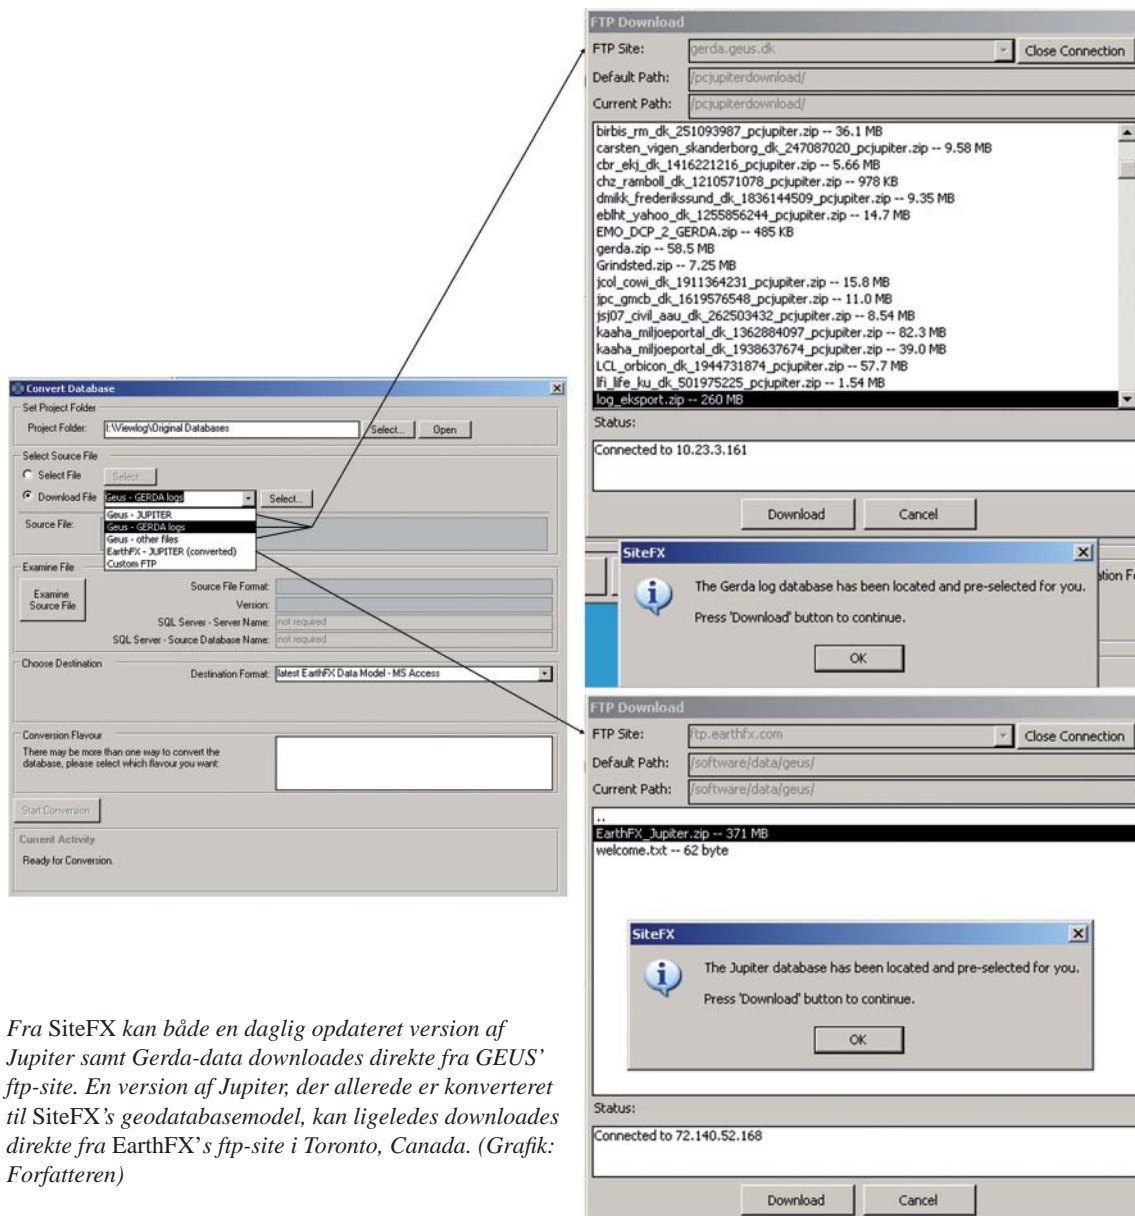 FTP Download
FTP Site: gerda.geus.dk Close Connection
Default Path: /pcjupiterdownload/
Current Path: /pcjupiterdownload/
birbis_rm_dk_251093987_pcjupiter.zip -- 36.1 MB
carsten_vigen_skanderborg_dk_247087020_pcjupiter.zip -- 9.58 MB
cbr_ekj_dk_1416221216_pcjupiter.zip -- 5.66 MB
chz_ramboll_dk_1210571078_pcjupiter.zip -- 978 KB
dmikk_frederikssund_dk_1836144509_pcjupiter.zip -- 9.35 MB
eblht_yahoo_dk_1255856244_pcjupiter.zip -- 14.7 MB
EMO_DCP_2_GERDA.zip -- 485 KB
gerda.zip -- 58.5 MB
Grindsted.zip -- 7.25 MB
jcol_cowi_dk_1911364231_pcjupiter.zip -- 15.8 MB
jpc_gmcb_dk_1619576548_pcjupiter.zip -- 11.0 MB
jsj07_civil_aau_dk_262503432_pcjupiter.zip -- 8.54 MB
kaaha_miljoeportal_dk_1362884097_pcjupiter.zip -- 82.3 MB
kaaha_miljoeportal_dk_1938637674_pcjupiter.zip -- 39.0 MB
LCL_orbicon_dk_1944731874_pcjupiter.zip -- 57.7 MB
lfi_life_ku_dk_501975225_pcjupiter.zip -- 1.54 MB
log_eksport.zip -- 260 MB
Status:
Connected to 10.23.3.161
Download Cancel
SiteFX
The Gerda log database has been located and pre-selected for you.
Press 'Download' button to continue.
OK
Convert Database
Set Project Folder
Project Folder: I:\Viewlog\Original Databases Select... Open
Select Source File
Select File Select...
Download File Geus - GERDA logs Select...
Source File:
Geus - JUPITER
Geus - GERDA logs
Geus - other files
EarthFX - JUPITER (converted)
Custom FTP
Examine File
Examine Source File
Source File Format:
Version:
SQL Server - Server Name: not required
SQL Server - Source Database Name: not required
Choose Destination
Destination Format: latest EarthFX Data Model - MS Access
Conversion Flavour
There may be more than one way to convert the
database, please select which flavour you want:
Start Conversion
Current Activity
Ready for Conversion.
FTP Download
FTP Site: ftp.earthfx.com Close Connection
Default Path: /software/data/geus/
Current Path: /software/data/geus/
..
EarthFX_Jupiter.zip -- 371 MB
welcome.txt -- 62 byte
SiteFX
The Jupiter database has been located and pre-selected for you.
Press 'Download' button to continue.
OK
Status:
Connected to 72.140.52.168
Download Cancel
Fra SiteFX kan både en daglig opdateret version af
Jupiter samt Gerda-data downloades direkte fra GEUS'
ftp-site. En version af Jupiter, der allerede er konverteret
til SiteFX's geodatabasemodel, kan ligeledes downloades
direkte fra EarthFX's ftp-site i Toronto, Canada. (Grafik:
Forfatteren)